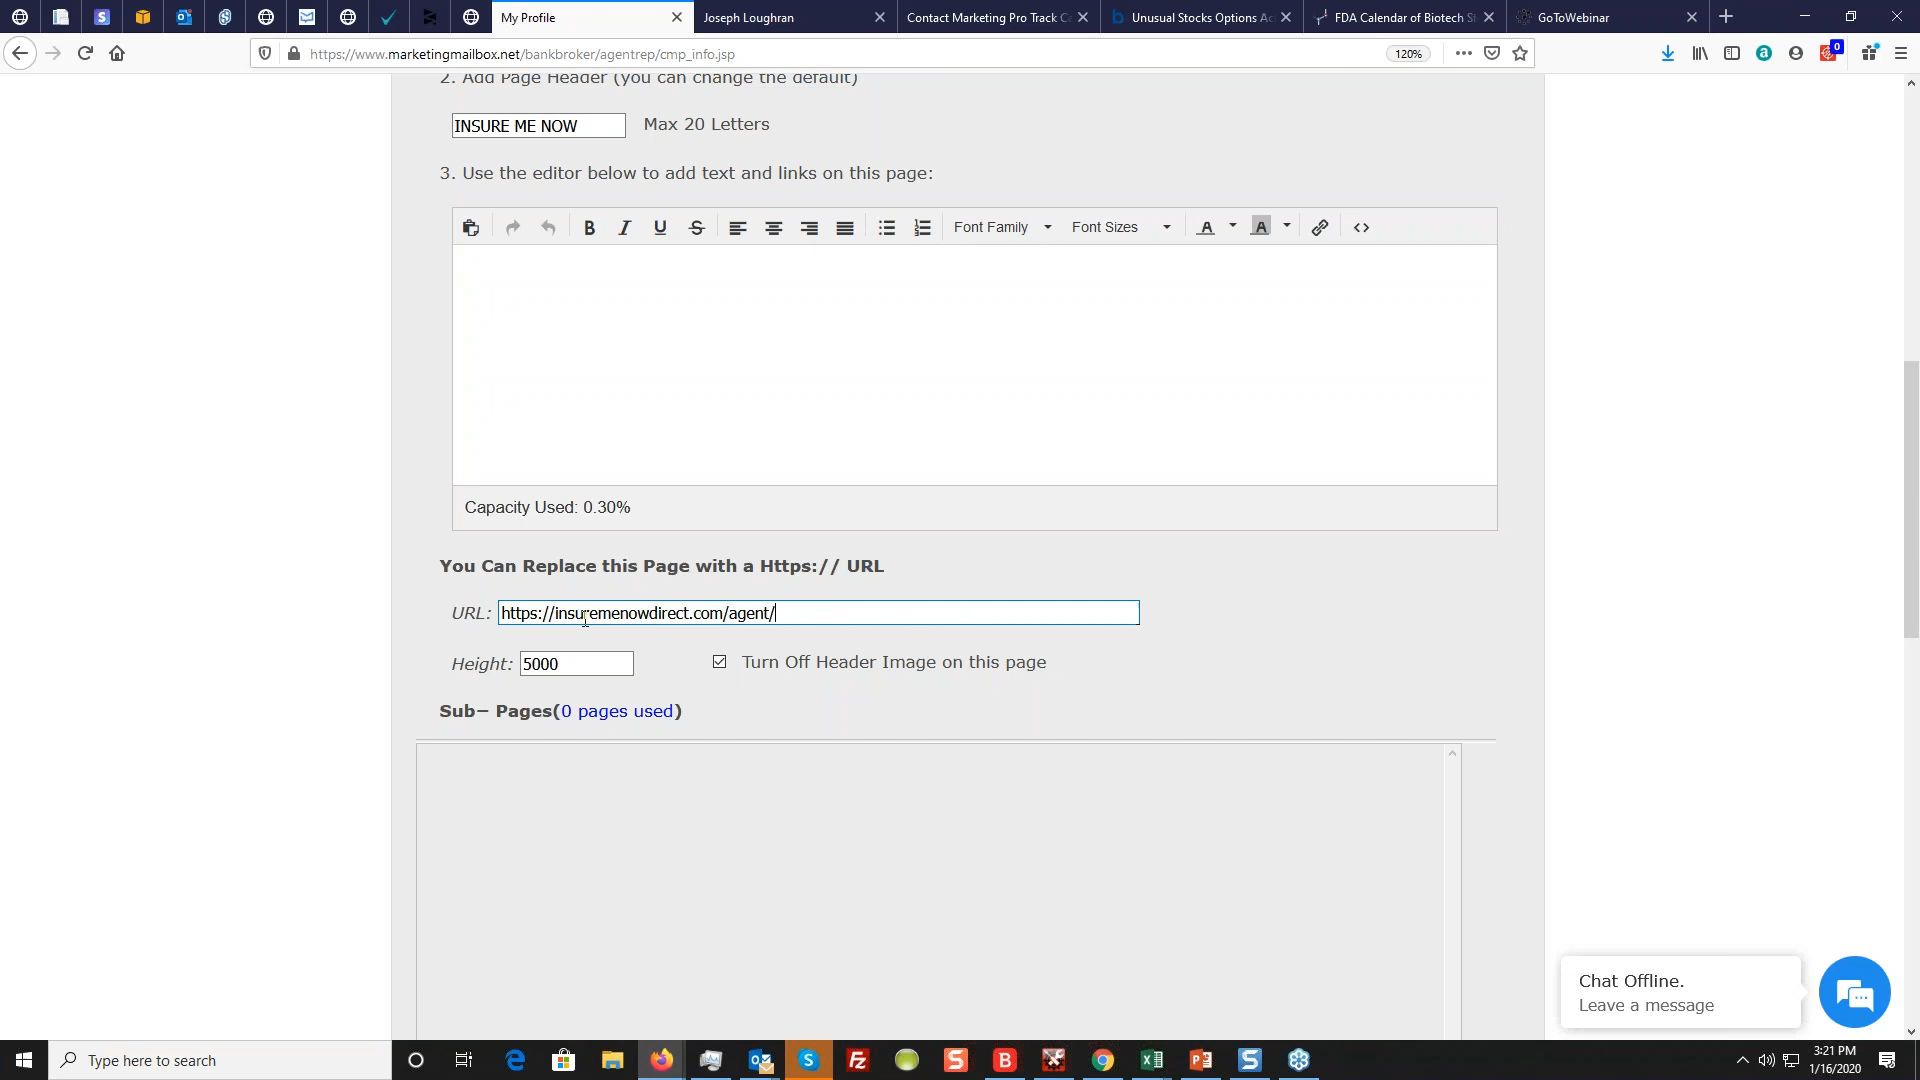 My Profile
Joseph Loughran
Contact Marketing Pro Track Ca
Unusual Stocks Options Ac
FDA Calendar of Biotech St
GoToWebinar
https://www.marketingmailbox.net/bankbroker/agentrep/cmp_info.jsp
120%
0
2. Add Page Header (you can change the default)
INSURE ME NOW
Max 20 Letters
3. Use the editor below to add text and links on this page:
B I U S Font Family Font Sizes A A <>
Capacity Used: 0.30%
You Can Replace this Page with a Https:// URL
URL: https://insuremenowdirect.com/agent/
Height: 5000
Turn Off Header Image on this page
Sub− Pages(0 pages used)
Chat Offline.
Leave a message
Type here to search
3:21 PM
1/16/2020